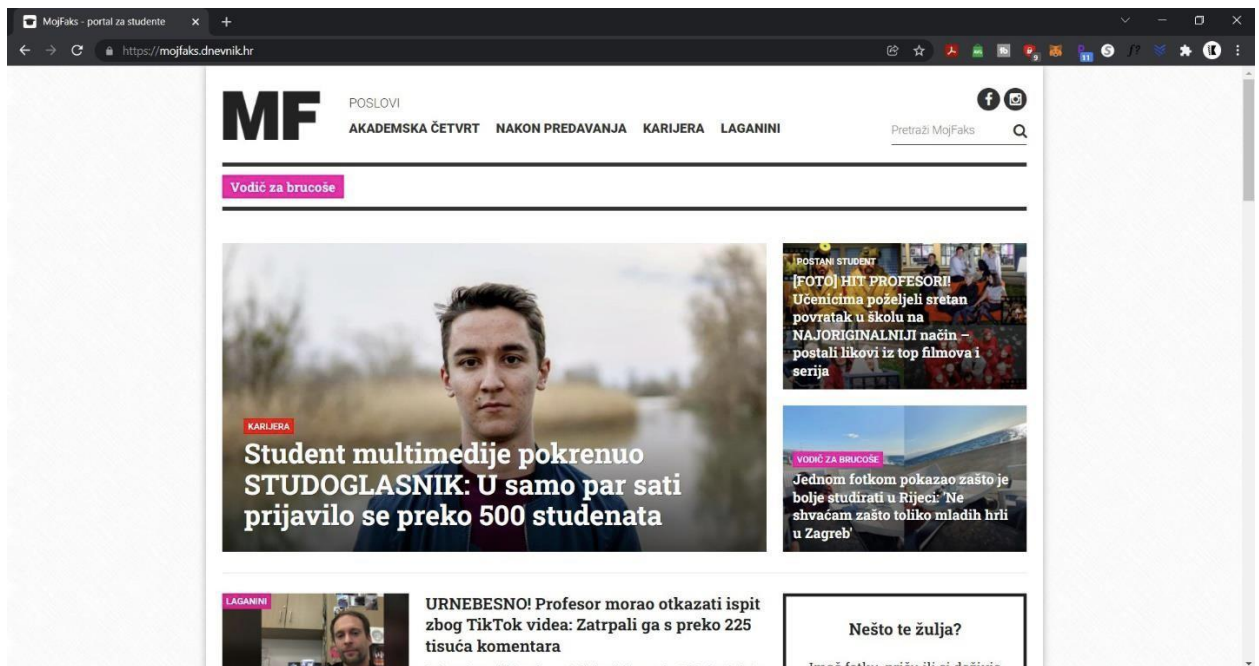 MojFaks - portal za studente
https://mojfaks.dnevnik.hr
9
11
MF
POSLOVI
AKADEMSKA ČETVRT NAKON PREDAVANJA KARIJERA LAGANINI
Pretraži MojFaks
Vodič za brucoše
KARIJERA
Student multimedije pokrenuo
STUDOGLASNIK: U samo par sati
prijavilo se preko 500 studenata
POSTANI STUDENT
[FOTO] HIT PROFESORI!
Učenicima poželjeli sretan
povratak u školu na
NAJORIGINALNIJI način –
postali likovi iz top filmova i
serija
VODIČ ZA BRUCOŠE
Jednom fotkom pokazao zašto je
bolje studirati u Rijeci: 'Ne
shvaćam zašto toliko mladih hrli
u Zagreb'
LAGANINI
URNEBESNO! Profesor morao otkazati ispit
zbog TikTok videa: Zatrpali ga s preko 225
tisuća komentara
Nešto te žulja?